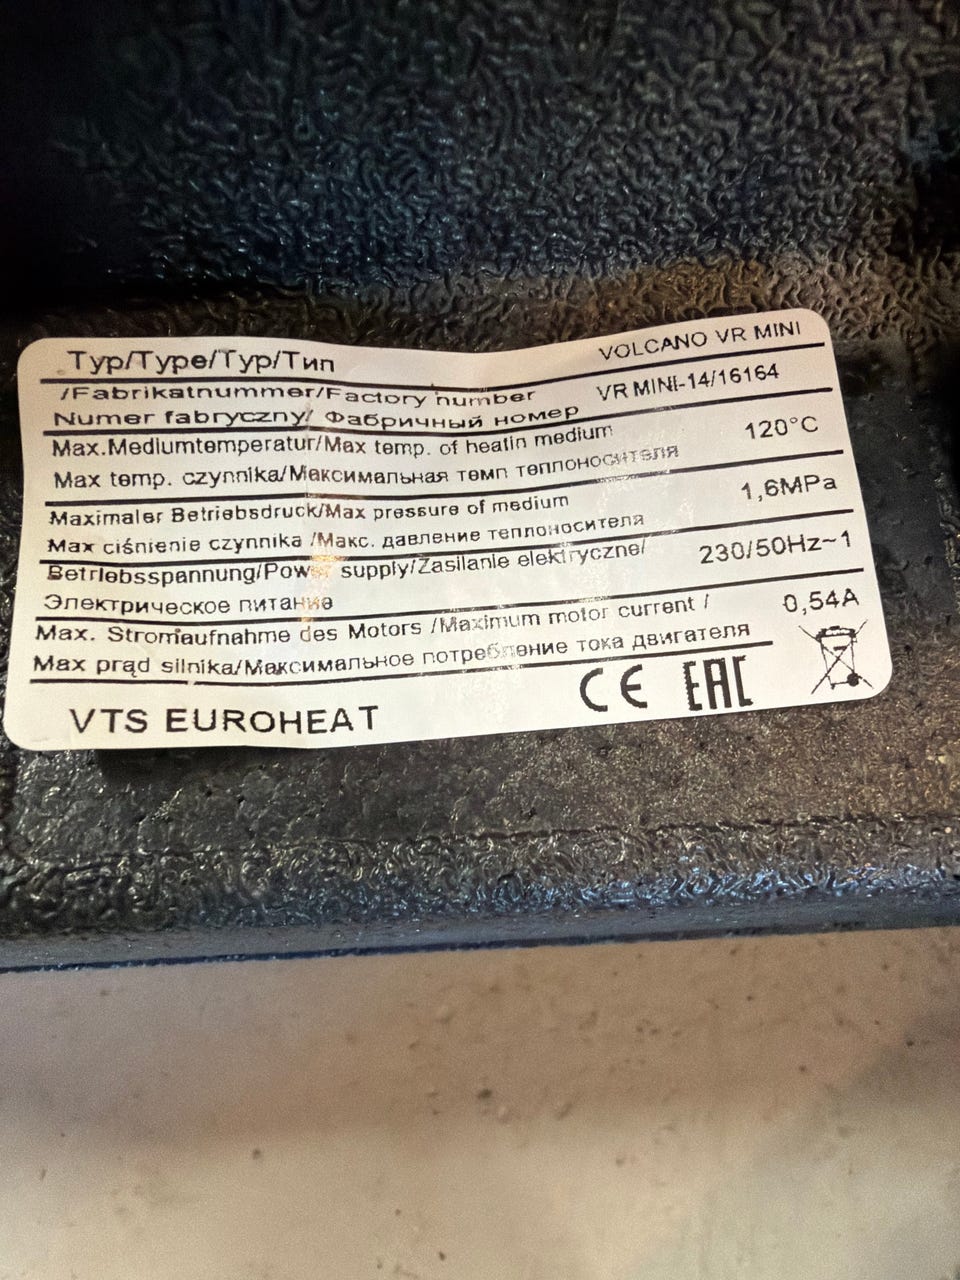 Typ/Type/Typ/Тип VOLCANO VR MINI
/Fabrikatnummer/Factory number VR MINI-14/16164
Numer fabryczny/ Фабричный номер
Max.Mediumtemperatur/Max temp. of heatin medium 120°C
Max temp. czynnika/Максимальная темп теплоносителя
Maximaler Betriebsdruck/Max pressure of medium 1,6MPa
Max ciśnienie czynnika /Макс. давление теплоносителя
Betriebsspannung/Power supply/Zasilanie elektryczne/ 230/50Hz~1
Электрическое питание
Max. Stromaufnahme des Motors /Maximum motor current / 0,54A
Max prąd silnika/Максимальное потребление тока двигателя
VTS EUROHEAT CE EAC